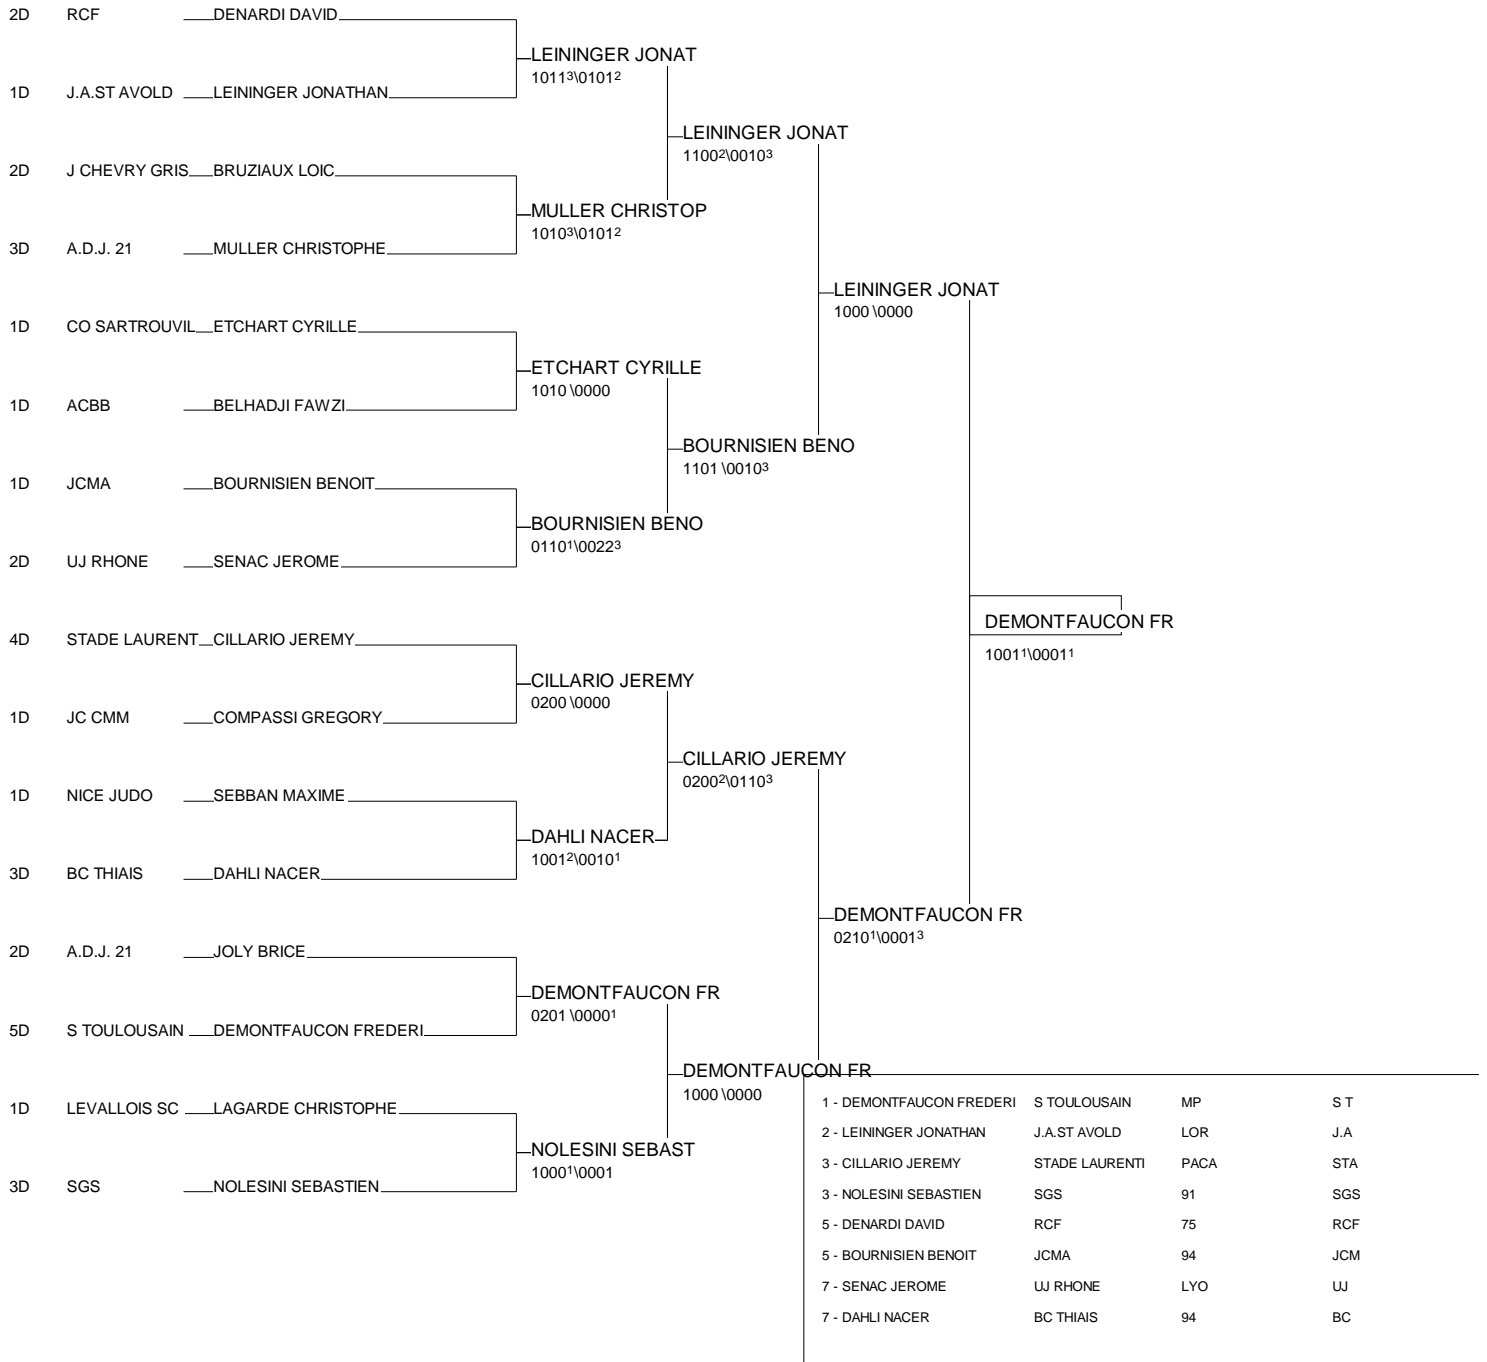 2D RCF DENARDI DAVID
LEININGER JONAT
1011³\0101²
1D J.A.ST AVOLD LEININGER JONATHAN
LEININGER JONAT
1100²\0010³
2D J CHEVRY GRIS BRUZIAUX LOIC
MULLER CHRISTOP
1010³\0101²
3D A.D.J. 21 MULLER CHRISTOPHE
LEININGER JONAT
1000 \0000
1D CO SARTROUVIL ETCHART CYRILLE
ETCHART CYRILLE
1010 \0000
1D ACBB BELHADJI FAWZI
BOURNISIEN BENO
1101 \0010³
1D JCMA BOURNISIEN BENOIT
BOURNISIEN BENO
0110¹\0022³
2D UJ RHONE SENAC JEROME
DEMONTFAUCON FR
1001¹\0001¹
4D STADE LAURENT CILLARIO JEREMY
CILLARIO JEREMY
0200 \0000
1D JC CMM COMPASSI GREGORY
CILLARIO JEREMY
0200²\0110³
1D NICE JUDO SEBBAN MAXIME
DAHLI NACER
1001²\0010¹
3D BC THIAIS DAHLI NACER
DEMONTFAUCON FR
0210¹\0001³
2D A.D.J. 21 JOLY BRICE
DEMONTFAUCON FR
0201 \0000¹
5D S TOULOUSAIN DEMONTFAUCON FREDERI
DEMONTFAUCON FR
1000 \0000
1D LEVALLOIS SC LAGARDE CHRISTOPHE
NOLESINI SEBAST
1000¹\0001
3D SGS NOLESINI SEBASTIEN
1 - DEMONTFAUCON FREDERI S TOULOUSAIN MP S T
2 - LEININGER JONATHAN J.A.ST AVOLD LOR J.A
3 - CILLARIO JEREMY STADE LAURENTI PACA STA
3 - NOLESINI SEBASTIEN SGS 91 SGS
5 - DENARDI DAVID RCF 75 RCF
5 - BOURNISIEN BENOIT JCMA 94 JCM
7 - SENAC JEROME UJ RHONE LYO UJ
7 - DAHLI NACER BC THIAIS 94 BC